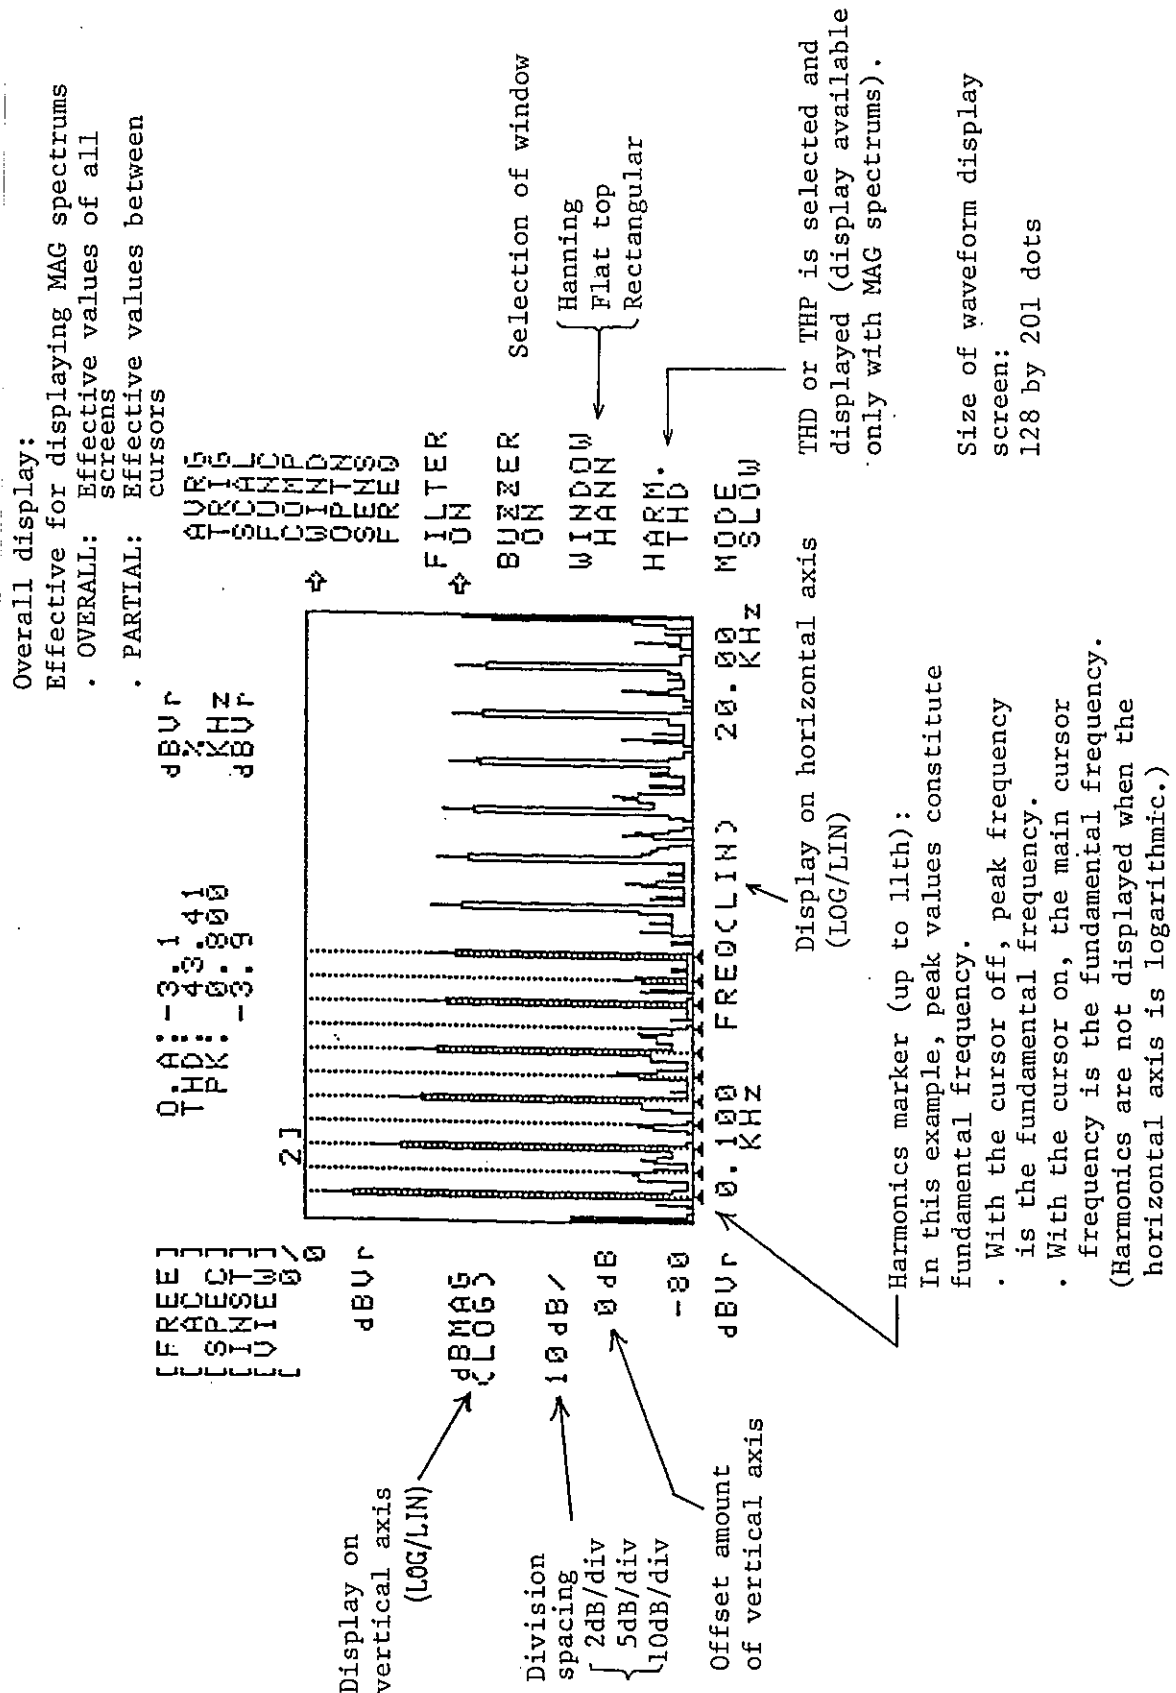 Overall display:
Effective for displaying MAG spectrums
. OVERALL: Effective values of all
screens
. PARTIAL: Effective values between
cursors
[FREE]
[ AC ]
[SPEC]
[INST]
[VIEW]
[ 0/ 2]
O.A: -3.1 dBVr
THD: 43.41 %
PK: 0.800 KHz
-3.9 dBVr
AVRG
TRIG
SCAL
FUNC
COMP
WIND
OPTN
SENS
FREQ
0
dBVr
dBMAG
(LOG)
10dB/
0dB
-80
dBVr
0.100 FREQ(LIN) 20.00
KHz KHz
FILTER
ON
BUZZER
ON
WINDOW
HANN
HARM.
THD
MODE
SLOW
Display on
vertical axis
(LOG/LIN)
Division
spacing
2dB/div
5dB/div
10dB/div
Offset amount
of vertical axis
Selection of window
Hanning
Flat top
Rectangular
THD or THP is selected and
displayed (display available
only with MAG spectrums).
Size of waveform display
screen:
128 by 201 dots
Display on horizontal axis
(LOG/LIN)
Harmonics marker (up to 11th):
In this example, peak values constitute
fundamental frequency.
. With the cursor off, peak frequency
is the fundamental frequency.
. With the cursor on, the main cursor
frequency is the fundamental frequency.
(Harmonics are not displayed when the
horizontal axis is logarithmic.)